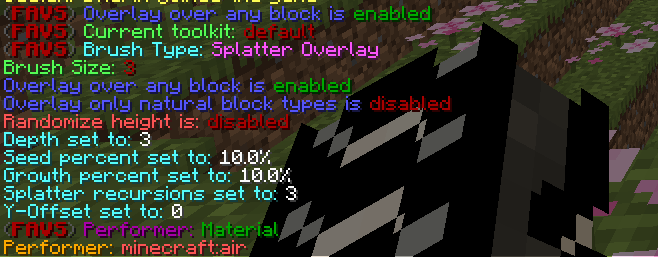 (FAVS) Overlay over any block is enabled
(FAVS) Current toolkit: default
(FAVS) Brush Type: Splatter Overlay
Brush Size: 3
Overlay over any block is enabled
Overlay only natural block types is disabled
Randomize height is: disabled
Depth set to: 3
Seed percent set to: 10.0%
Growth percent set to: 10.0%
Splatter recursions set to: 3
Y-Offset set to: 0
(FAVS) Performer: Material
Performer: minecraft:air